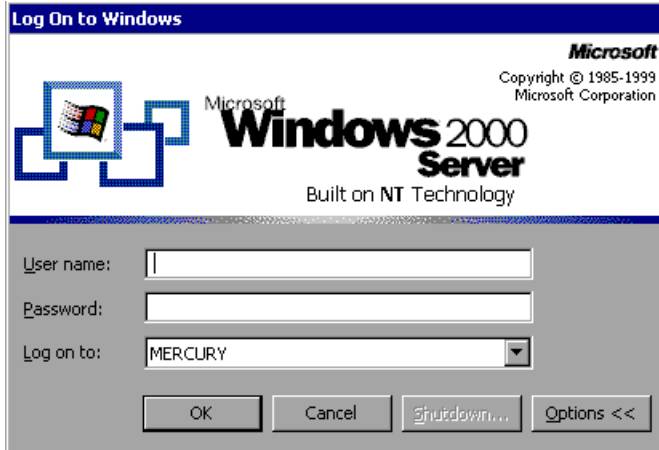 Log On to Windows
Microsoft
Copyright © 1985-1999
Microsoft Corporation
Microsoft
Windows 2000
Server
Built on NT Technology
User name:
Password:
Log on to: MERCURY
OK Cancel Shutdown... Options <<